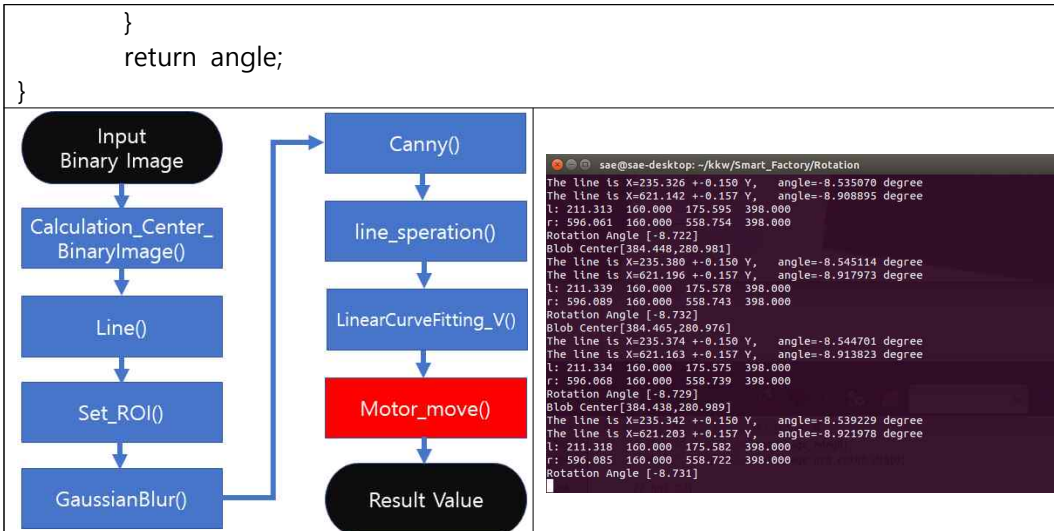 }
return angle;
}
Input
Binary Image
Calculation_Center_
BinaryImage()
Line()
Set_ROI()
GaussianBlur()
Canny()
line_speration()
LinearCurveFitting_V()
Motor_move()
Result Value
sae@sae-desktop: ~/kkw/Smart_Factory/Rotation
The line is X=235.326 +-0.150 Y, angle=-8.535070 degree
The line is X=621.142 +-0.157 Y, angle=-8.908895 degree
l: 211.313 160.000 175.595 398.000
r: 596.061 160.000 558.754 398.000
Rotation Angle [-8.722]
Blob Center[384.448,280.981]
The line is X=235.380 +-0.150 Y, angle=-8.545114 degree
The line is X=621.196 +-0.157 Y, angle=-8.917973 degree
l: 211.339 160.000 175.578 398.000
r: 596.089 160.000 558.743 398.000
Rotation Angle [-8.732]
Blob Center[384.465,280.976]
The line is X=235.374 +-0.150 Y, angle=-8.544701 degree
The line is X=621.163 +-0.157 Y, angle=-8.913823 degree
l: 211.334 160.000 175.575 398.000
r: 596.068 160.000 558.739 398.000
Rotation Angle [-8.729]
Blob Center[384.438,280.989]
The line is X=235.342 +-0.150 Y, angle=-8.539229 degree
The line is X=621.203 +-0.157 Y, angle=-8.921978 degree
l: 211.318 160.000 175.582 398.000
r: 596.085 160.000 558.722 398.000
Rotation Angle [-8.731]